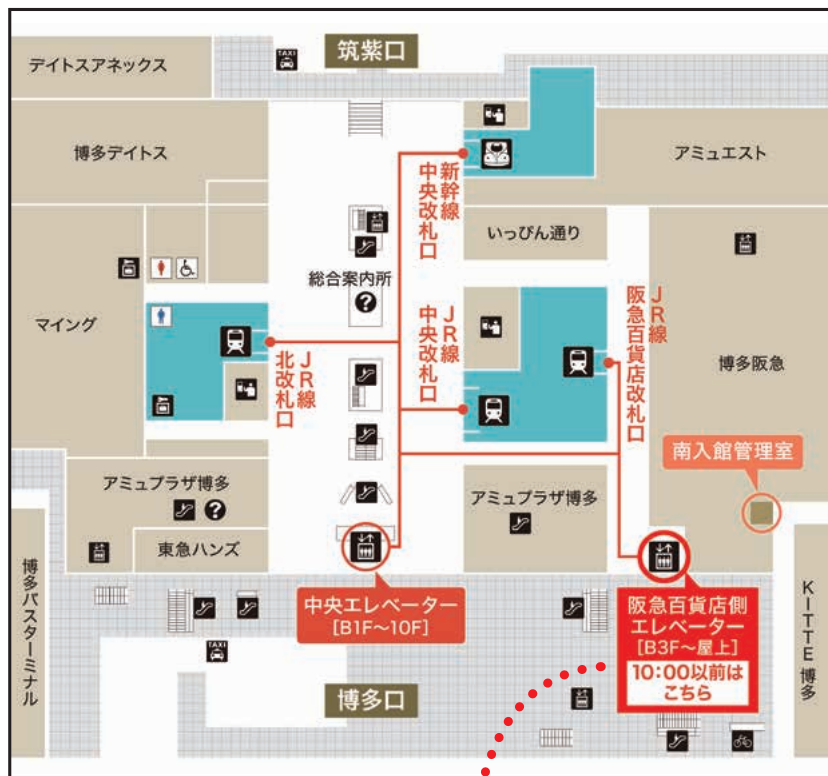 筑紫口
TAXI
デイトスアネックス
博多デイトス
アミュエスト
新幹線
中央改札口
いっぴん通り
総合案内所
?
マイング
JR線
北改札口
JR線
中央改札口
JR線
阪急百貨店改札口
博多阪急
南入館管理室
アミュプラザ博多
?
東急ハンズ
アミュプラザ博多
中央エレベーター
[B1F〜10F]
阪急百貨店側
エレベーター
[B3F〜屋上]
10:00以前は
こちら
博多バスターミナル
TAXI
博多口
KITTE 博多